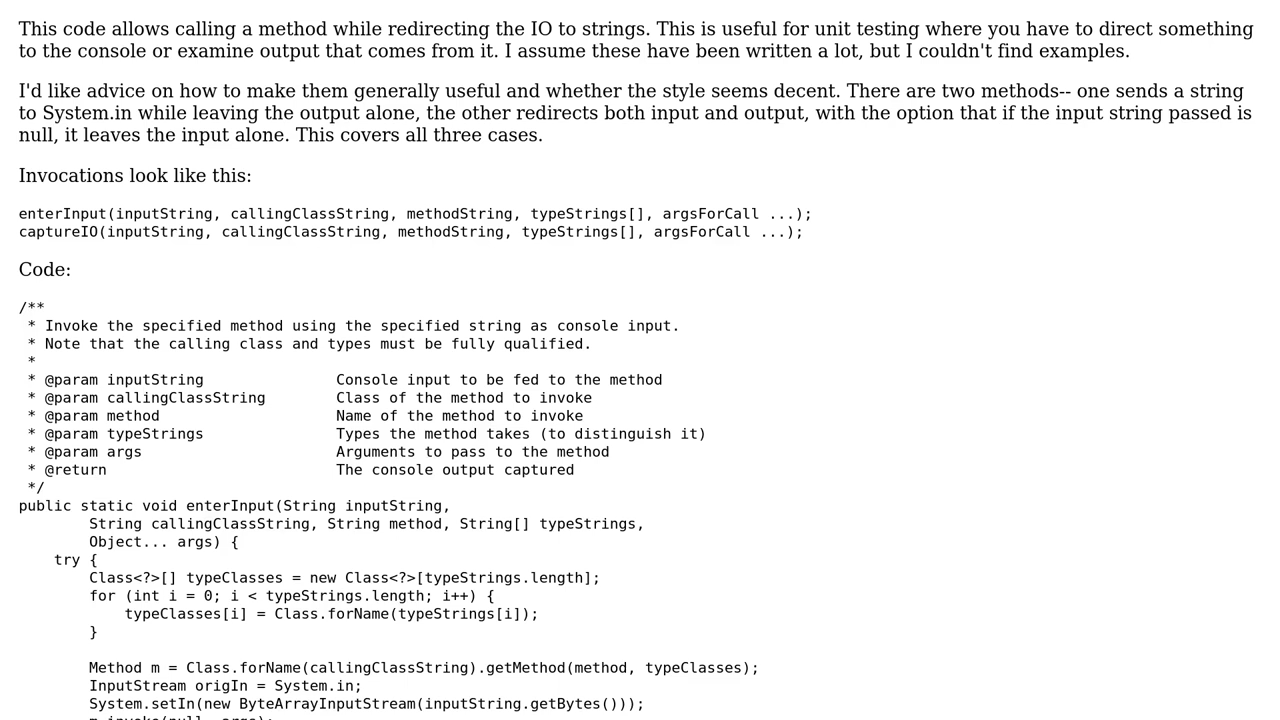 This code allows calling a method while redirecting the IO to strings. This is useful for unit testing where you have to direct something
to the console or examine output that comes from it. I assume these have been written a lot, but I couldn't find examples.
I'd like advice on how to make them generally useful and whether the style seems decent. There are two methods-- one sends a string
to System.in while leaving the output alone, the other redirects both input and output, with the option that if the input string passed is
null, it leaves the input alone. This covers all three cases.
Invocations look like this:
enterInput(inputString, callingClassString, methodString, typeStrings[], argsForCall ...);
captureIO(inputString, callingClassString, methodString, typeStrings[], argsForCall ...);
Code:
/**
 * Invoke the specified method using the specified string as console input.
 * Note that the calling class and types must be fully qualified.
 *
 * @param inputString               Console input to be fed to the method
 * @param callingClassString        Class of the method to invoke
 * @param method                    Name of the method to invoke
 * @param typeStrings               Types the method takes (to distinguish it)
 * @param args                      Arguments to pass to the method
 * @return                          The console output captured
 */
public static void enterInput(String inputString,
        String callingClassString, String method, String[] typeStrings,
        Object... args) {
    try {
        Class<?>[] typeClasses = new Class<?>[typeStrings.length];
        for (int i = 0; i < typeStrings.length; i++) {
            typeClasses[i] = Class.forName(typeStrings[i]);
        }
        Method m = Class.forName(callingClassString).getMethod(method, typeClasses);
        InputStream origIn = System.in;
        System.setIn(new ByteArrayInputStream(inputString.getBytes()));
        m.invoke(null, args);